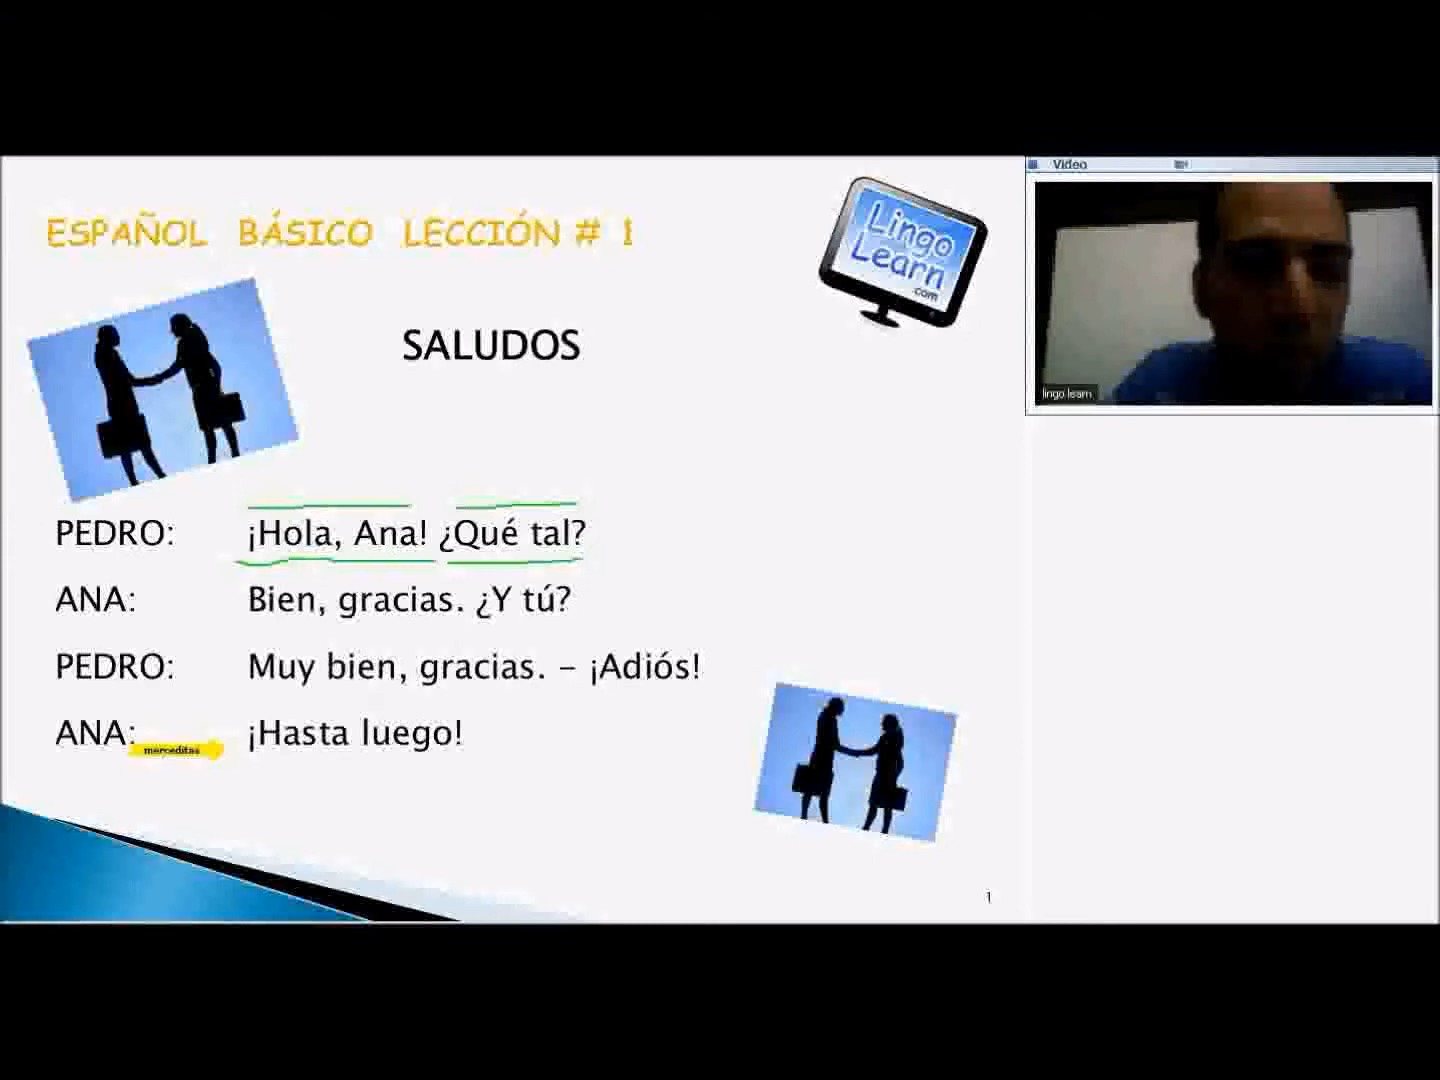 Video
ESPAÑOL BÁSICO LECCIÓN # 1
Lingo
Learn
.com
SALUDOS
lingo learn
PEDRO: ¡Hola, Ana! ¿Qué tal?
ANA: Bien, gracias. ¿Y tú?
PEDRO: Muy bien, gracias. – ¡Adiós!
ANA: ¡Hasta luego!
merceditas
1